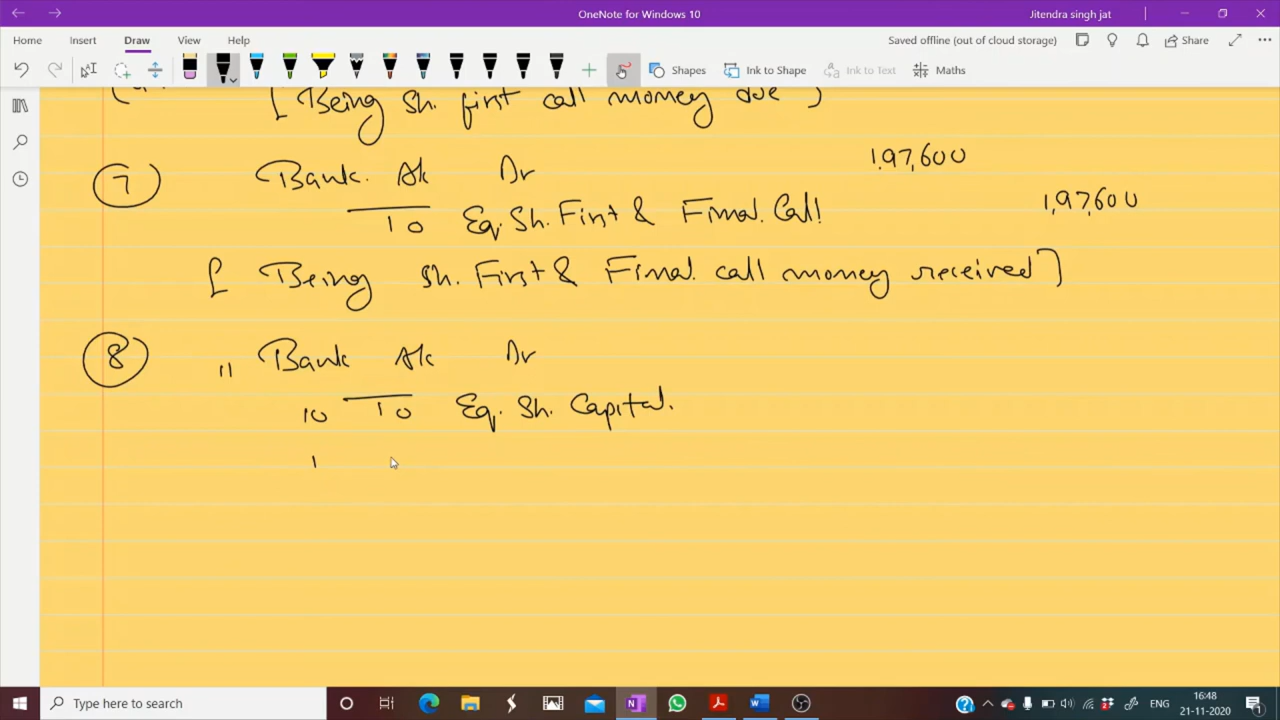 OneNote for Windows 10
Jitendra singh jat
Home Insert Draw View Help
Saved offline (out of cloud storage)
Share
Shapes
Ink to Shape
Ink to Text
Maths
[ Being Sh. first call money due )
7 Bank A/c Dr 1,97,600
To Eq. Sh. First & Final. Call 1,97,600
[ Being Sh. First & Final. call money received ]
8 11 Bank A/c Dr
10 To Eq. Sh. Capital.
1
Type here to search
ENG
16:48
21-11-2020